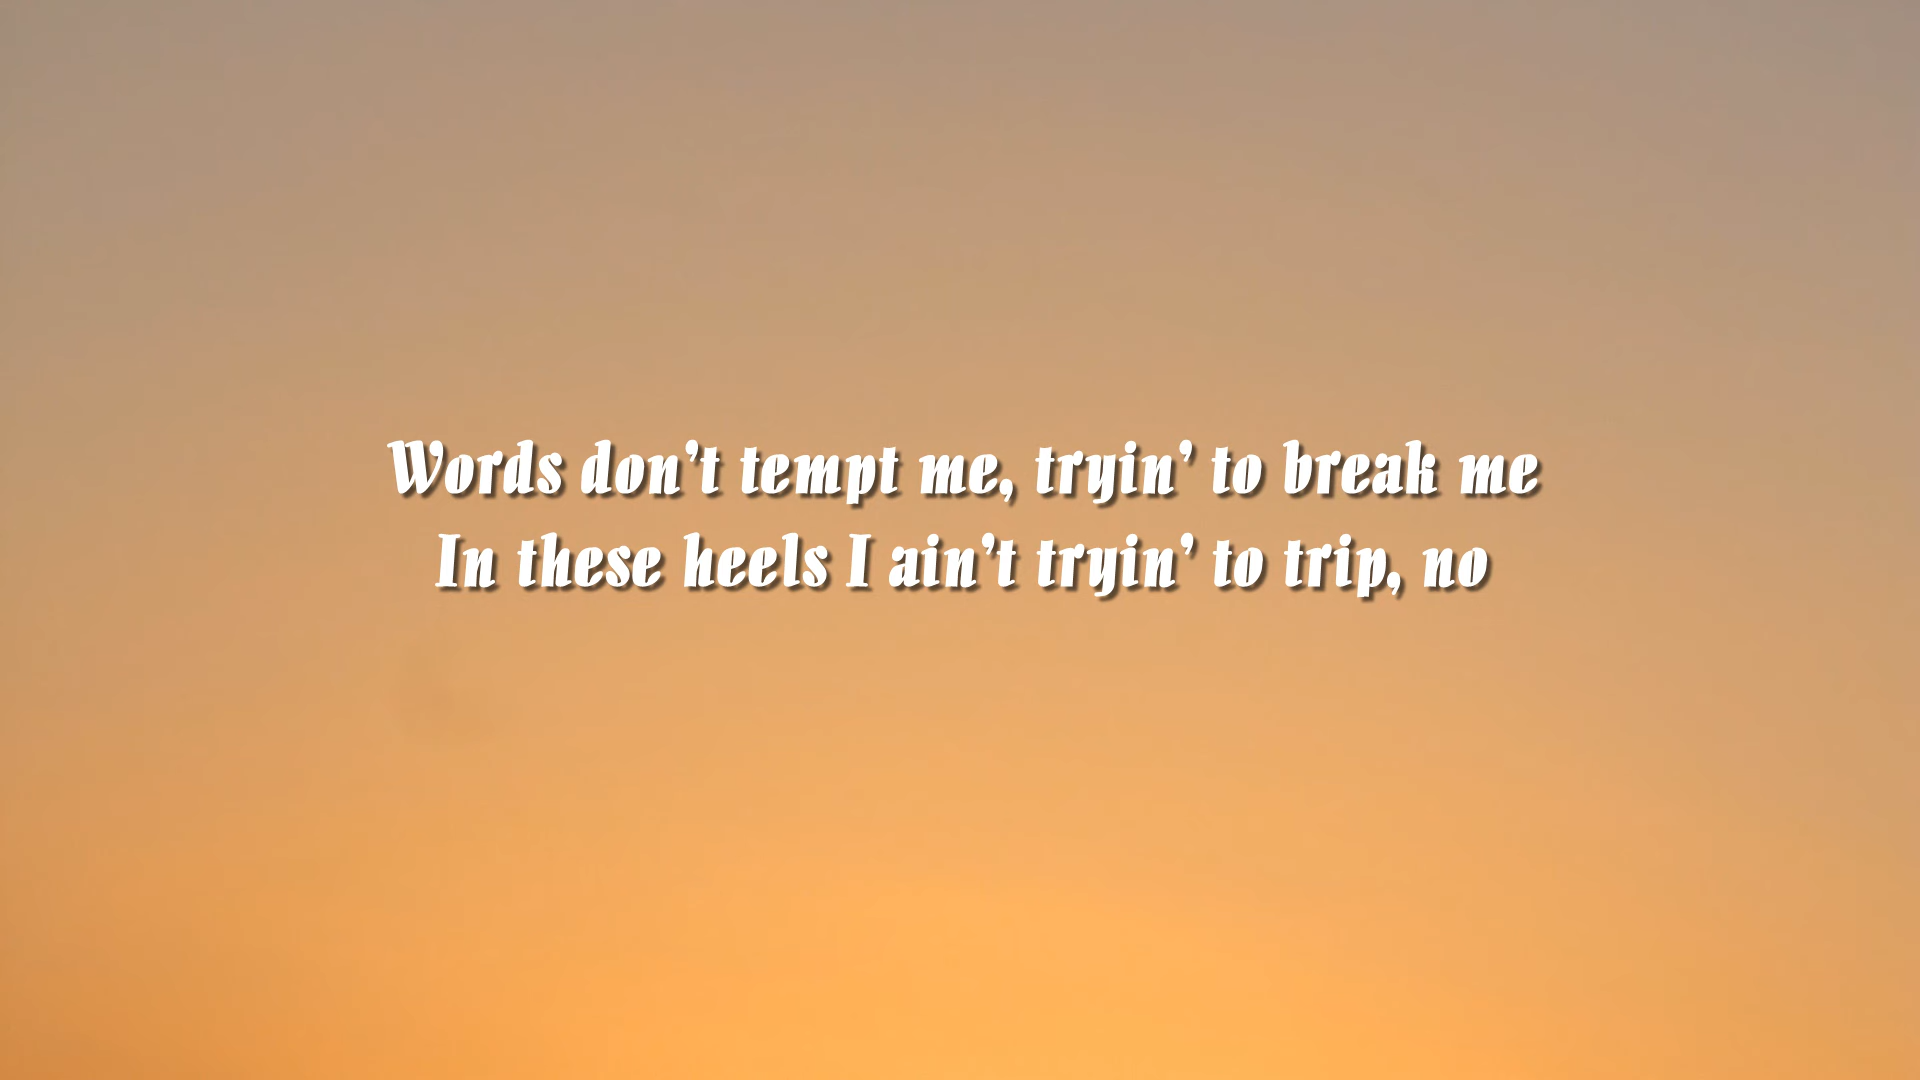 Words don't tempt me, tryin' to break me
In these heels I ain't tryin' to trip, no